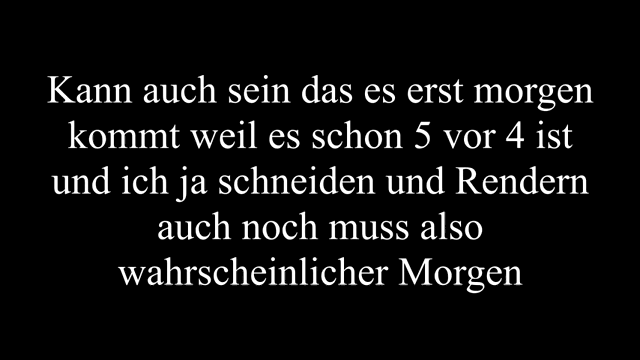 Kann auch sein das es erst morgen
kommt weil es schon 5 vor 4 ist
und ich ja schneiden und Rendern
auch noch muss also
wahrscheinlicher Morgen